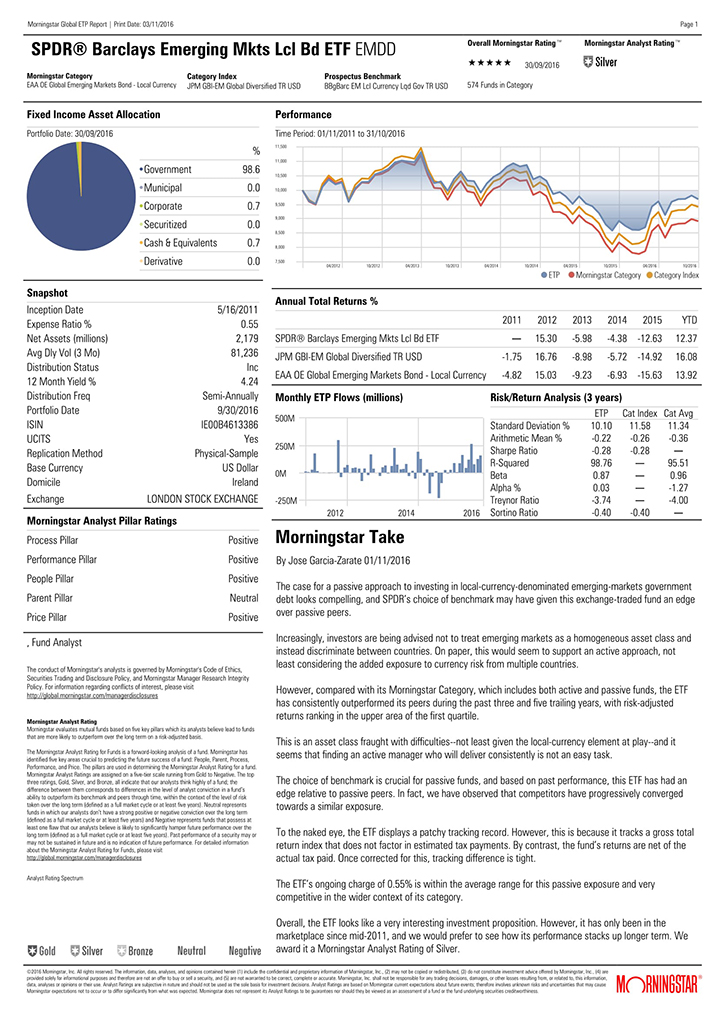 Morningstar Global ETP Report | Print Date: 03/11/2016
Page 1
SPDR® Barclays Emerging Mkts Lcl Bd ETF EMDD
Overall Morningstar Rating™
★★★★★ 30/09/2016
Morningstar Analyst Rating™
Silver
Morningstar Category
EAA OE Global Emerging Markets Bond - Local Currency
Category Index
JPM GBI-EM Global Diversified TR USD
Prospectus Benchmark
BBgBarc EM Lcl Currency Lqd Gov TR USD
574 Funds in Category
Fixed Income Asset Allocation
Portfolio Date: 30/09/2016
%
Government 98.6
Municipal 0.0
Corporate 0.7
Securitized 0.0
Cash & Equivalents 0.7
Derivative 0.0
Performance
Time Period: 01/11/2011 to 31/10/2016
11,500
11,000
10,500
10,000
9,500
9,000
8,500
8,000
7,500
04/2012 10/2012 04/2013 10/2013 04/2014 10/2014 04/2015 10/2015 04/2016 10/2016
ETP Morningstar Category Category Index
Snapshot
Inception Date 5/16/2011
Expense Ratio % 0.55
Net Assets (millions) 2,179
Avg Dly Vol (3 Mo) 81,236
Distribution Status Inc
12 Month Yield % 4.24
Distribution Freq Semi-Annually
Portfolio Date 9/30/2016
ISIN IE00B4613386
UCITS Yes
Replication Method Physical-Sample
Base Currency US Dollar
Domicile Ireland
Exchange LONDON STOCK EXCHANGE
Annual Total Returns %
2011 2012 2013 2014 2015 YTD
SPDR® Barclays Emerging Mkts Lcl Bd ETF — 15.30 -5.98 -4.38 -12.63 12.37
JPM GBI-EM Global Diversified TR USD -1.75 16.76 -8.98 -5.72 -14.92 16.08
EAA OE Global Emerging Markets Bond - Local Currency -4.82 15.03 -9.23 -6.93 -15.63 13.92
Monthly ETP Flows (millions)
500M
250M
0M
-250M
2012 2014 2016
Risk/Return Analysis (3 years)
ETP Cat Index Cat Avg
Standard Deviation % 10.10 11.58 11.34
Arithmetic Mean % -0.22 -0.26 -0.36
Sharpe Ratio -0.28 -0.28 —
R-Squared 98.76 — 95.51
Beta 0.87 — 0.96
Alpha % 0.03 — -1.27
Treynor Ratio -3.74 — -4.00
Sortino Ratio -0.40 -0.40 —
Morningstar Analyst Pillar Ratings
Process Pillar Positive
Performance Pillar Positive
People Pillar Positive
Parent Pillar Neutral
Price Pillar Positive
, Fund Analyst
The conduct of Morningstar's analysts is governed by Morningstar's Code of Ethics,
Securities Trading and Disclosure Policy, and Morningstar Manager Research Integrity
Policy. For information regarding conflicts of interest, please visit
http://global.morningstar.com/managerdisclosures
Morningstar Analyst Rating
Morningstar evaluates mutual funds based on five key pillars which its analysts believe lead to funds
that are more likely to outperform over the long term on a risk-adjusted basis.
The Morningstar Analyst Rating for Funds is a forward-looking analysis of a fund. Morningstar has
identified five key areas crucial to predicting the future success of a fund: People, Parent, Process,
Performance, and Price. The pillars are used in determining the Morningstar Analyst Rating for a fund.
Morningstar Analyst Ratings are assigned on a five-tier scale running from Gold to Negative. The top
three ratings, Gold, Silver, and Bronze, all indicate that our analysts think highly of a fund; the
difference between them corresponds to differences in the level of analyst conviction in a fund's
ability to outperform its benchmark and peers through time, within the context of the level of risk
taken over the long term (defined as a full market cycle or at least five years). Neutral represents
funds in which our analysts don't have a strong positive or negative conviction over the long term
(defined as a full market cycle or at least five years) and Negative represents funds that possess at
least one flaw that our analysts believe is likely to significantly hamper future performance over the
long term (defined as a full market cycle or at least five years). Past performance of a security may or
may not be sustained in future and is no indication of future performance. For detailed information
about the Morningstar Analyst Rating for Funds, please visit
http://global.morningstar.com/managerdisclosures
Analyst Rating Spectrum
Gold Silver Bronze Neutral Negative
Morningstar Take
By Jose Garcia-Zarate 01/11/2016
The case for a passive approach to investing in local-currency-denominated emerging-markets government
debt looks compelling, and SPDR's choice of benchmark may have given this exchange-traded fund an edge
over passive peers.
Increasingly, investors are being advised not to treat emerging markets as a homogeneous asset class and
instead discriminate between countries. On paper, this would seem to support an active approach, not
least considering the added exposure to currency risk from multiple countries.
However, compared with its Morningstar Category, which includes both active and passive funds, the ETF
has consistently outperformed its peers during the past three and five trailing years, with risk-adjusted
returns ranking in the upper area of the first quartile.
This is an asset class fraught with difficulties--not least given the local-currency element at play--and it
seems that finding an active manager who will deliver consistently is not an easy task.
The choice of benchmark is crucial for passive funds, and based on past performance, this ETF has had an
edge relative to passive peers. In fact, we have observed that competitors have progressively converged
towards a similar exposure.
To the naked eye, the ETF displays a patchy tracking record. However, this is because it tracks a gross total
return index that does not factor in estimated tax payments. By contrast, the fund's returns are net of the
actual tax paid. Once corrected for this, tracking difference is tight.
The ETF's ongoing charge of 0.55% is within the average range for this passive exposure and very
competitive in the wider context of its category.
Overall, the ETF looks like a very interesting investment proposition. However, it has only been in the
marketplace since mid-2011, and we would prefer to see how its performance stacks up longer term. We
award it a Morningstar Analyst Rating of Silver.
©2016 Morningstar, Inc. All rights reserved. The information, data, analyses, and opinions contained herein (1) include the confidential and proprietary information of Morningstar, Inc., (2) may not be copied or redistributed, (3) do not constitute investment advice offered by Morningstar, Inc., (4) are
provided solely for informational purposes and therefore are not an offer to buy or sell a security, and (5) are not warranted to be correct, complete or accurate. Morningstar, Inc. shall not be responsible for any trading decisions, damages, or other losses resulting from, or related to, this information,
data, analyses or opinions or their use. Analyst Ratings are subjective in nature and should not be used as the sole basis for investment decisions. Analyst Ratings are based on Morningstar current expectations about future events; therefore involves unknown risks and uncertainties that may cause
Morningstar expectations not to occur or to differ significantly from what was expected. Morningstar does not represent its Analyst Ratings to be guarantees nor should they be viewed as an assessment of a fund or the fund underlying securities creditworthiness.
MORNINGSTAR®